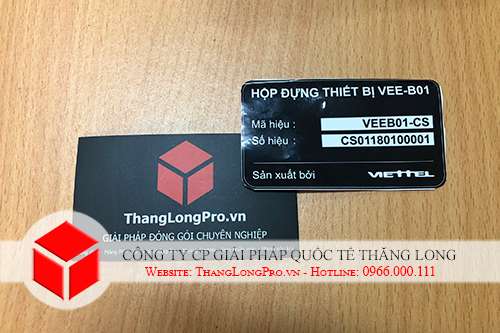 HỘP ĐỰNG THIẾT BỊ VEE-B01
Mã hiệu : VEEB01-CS
Số hiệu : CS01180100001
Sản xuất bởi VIETTEL
ThangLongPro.vn
GIẢI PHÁP ĐÓNG GÓI CHUYÊN NGHIỆP
CÔNG TY CP GIẢI PHÁP QUỐC TẾ THĂNG LONG
Website: ThangLongPro.vn - Hotline: 0966.000.111